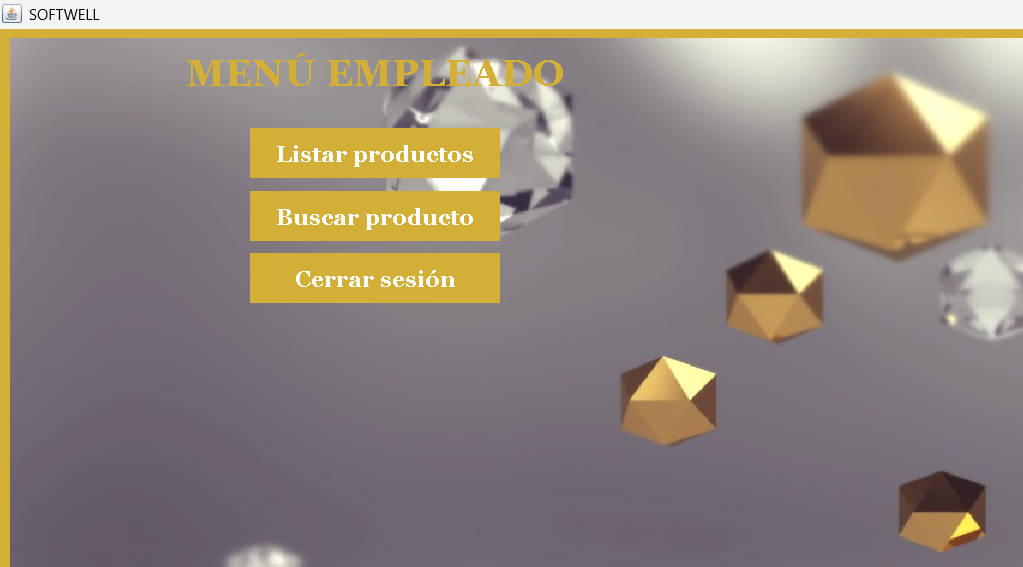 SOFTWELL
MENÚ EMPLEADO
Listar productos
Buscar producto
Cerrar sesión